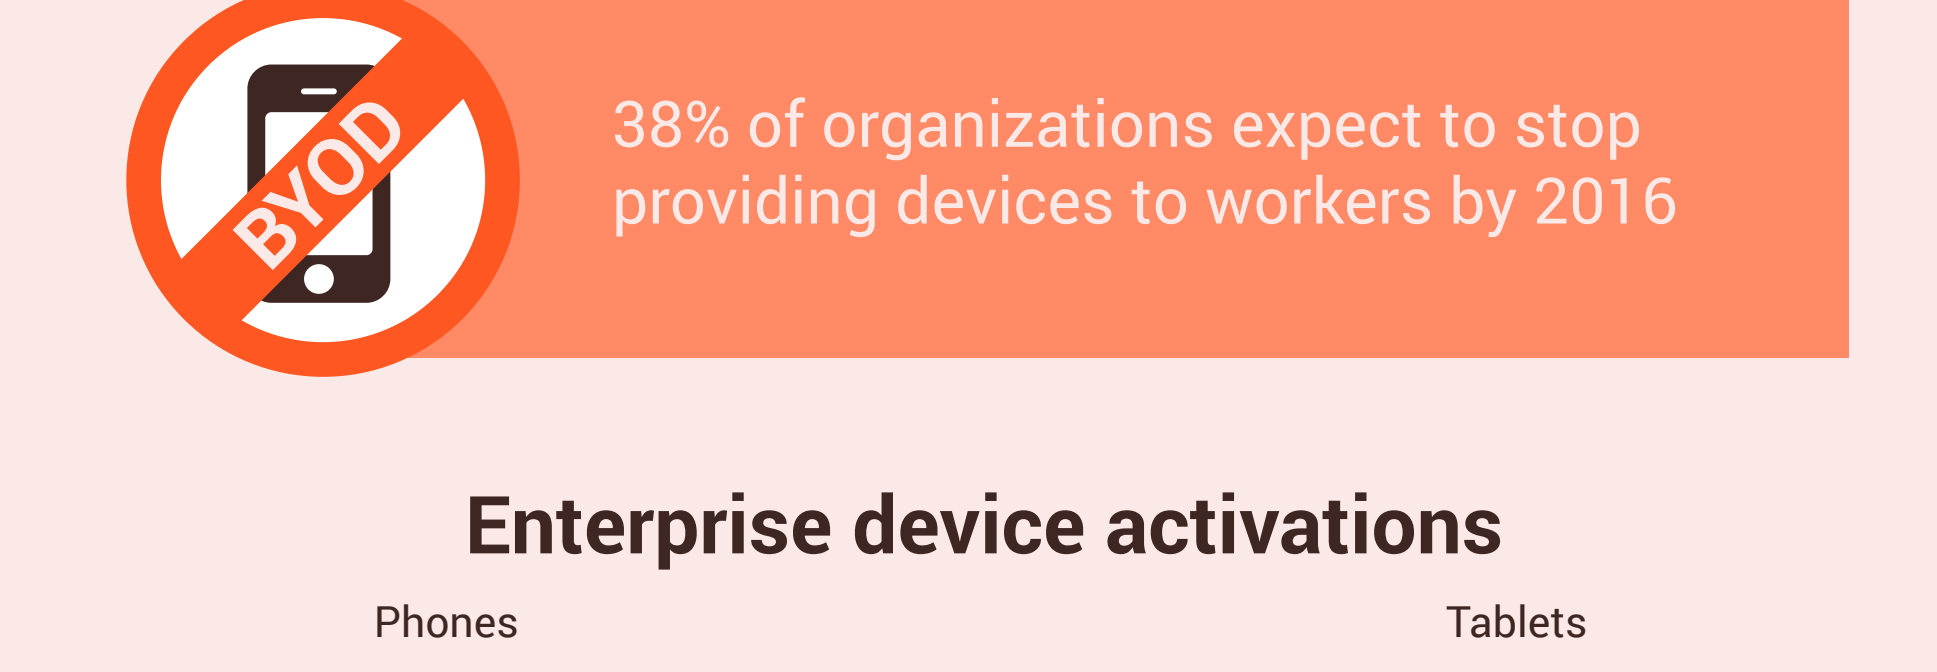 BYOD
38% of organizations expect to stop
providing devices to workers by 2016
Enterprise device activations
Phones
Tablets